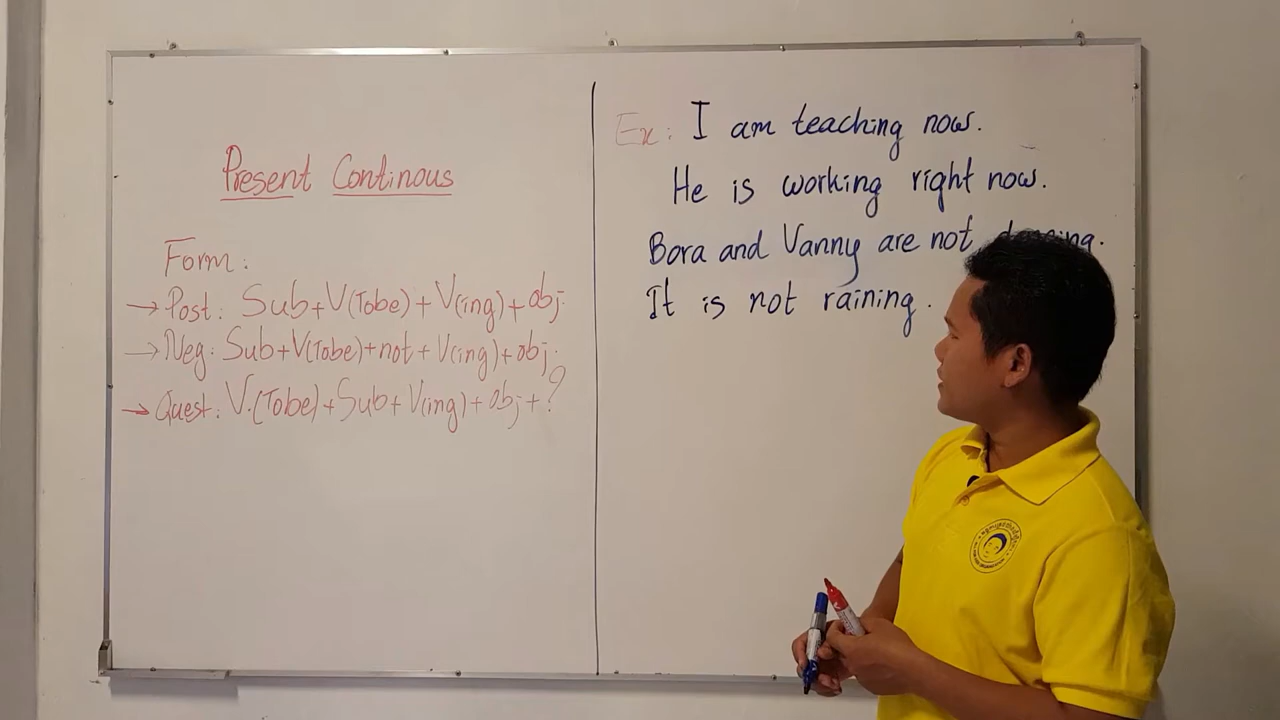 Present Continous
Form:
→ Post: Sub+V(Tobe)+V(ing)+obj.
→ Neg: Sub+V(Tobe)+not+V(ing)+obj.
→ Quest: V.(Tobe)+Sub+V(ing)+obj+?
Ex: I am teaching now.
He is working right now.
Bora and Vanny are not
It is not raining.